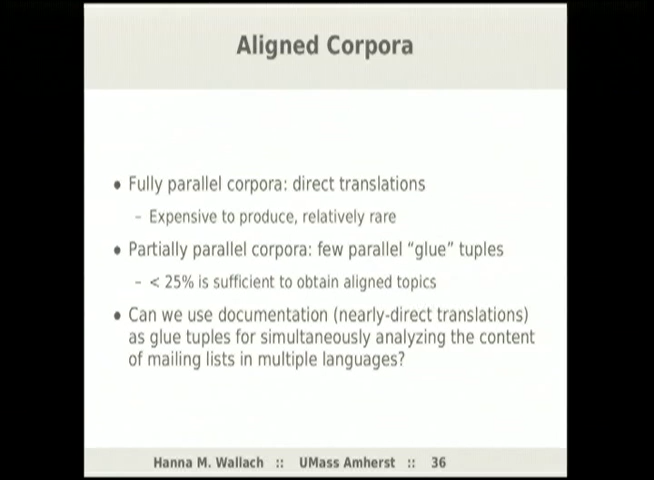 Aligned Corpora
• Fully parallel corpora: direct translations
– Expensive to produce, relatively rare
• Partially parallel corpora: few parallel “glue” tuples
– < 25% is sufficient to obtain aligned topics
• Can we use documentation (nearly-direct translations)
as glue tuples for simultaneously analyzing the content
of mailing lists in multiple languages?
Hanna M. Wallach :: UMass Amherst :: 36